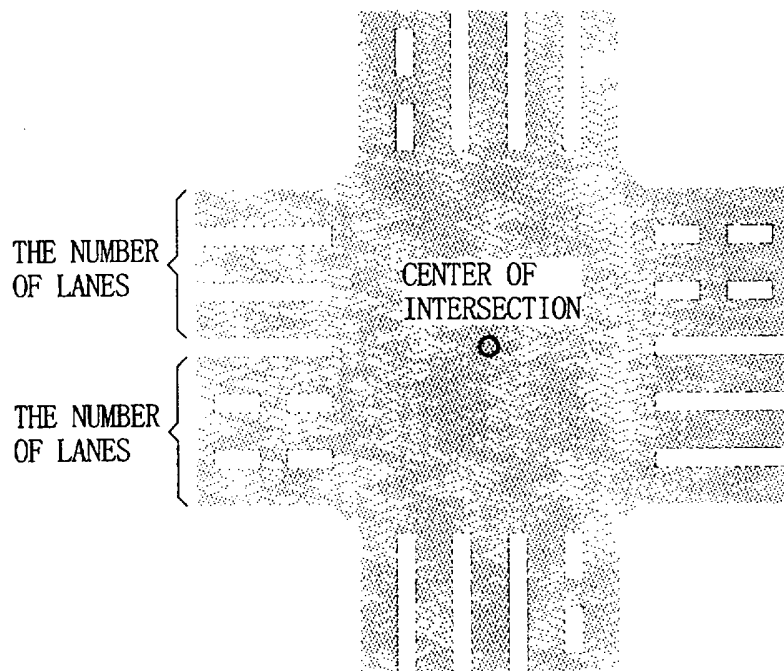 THE NUMBER
OF LANES
CENTER OF
INTERSECTION
THE NUMBER
OF LANES